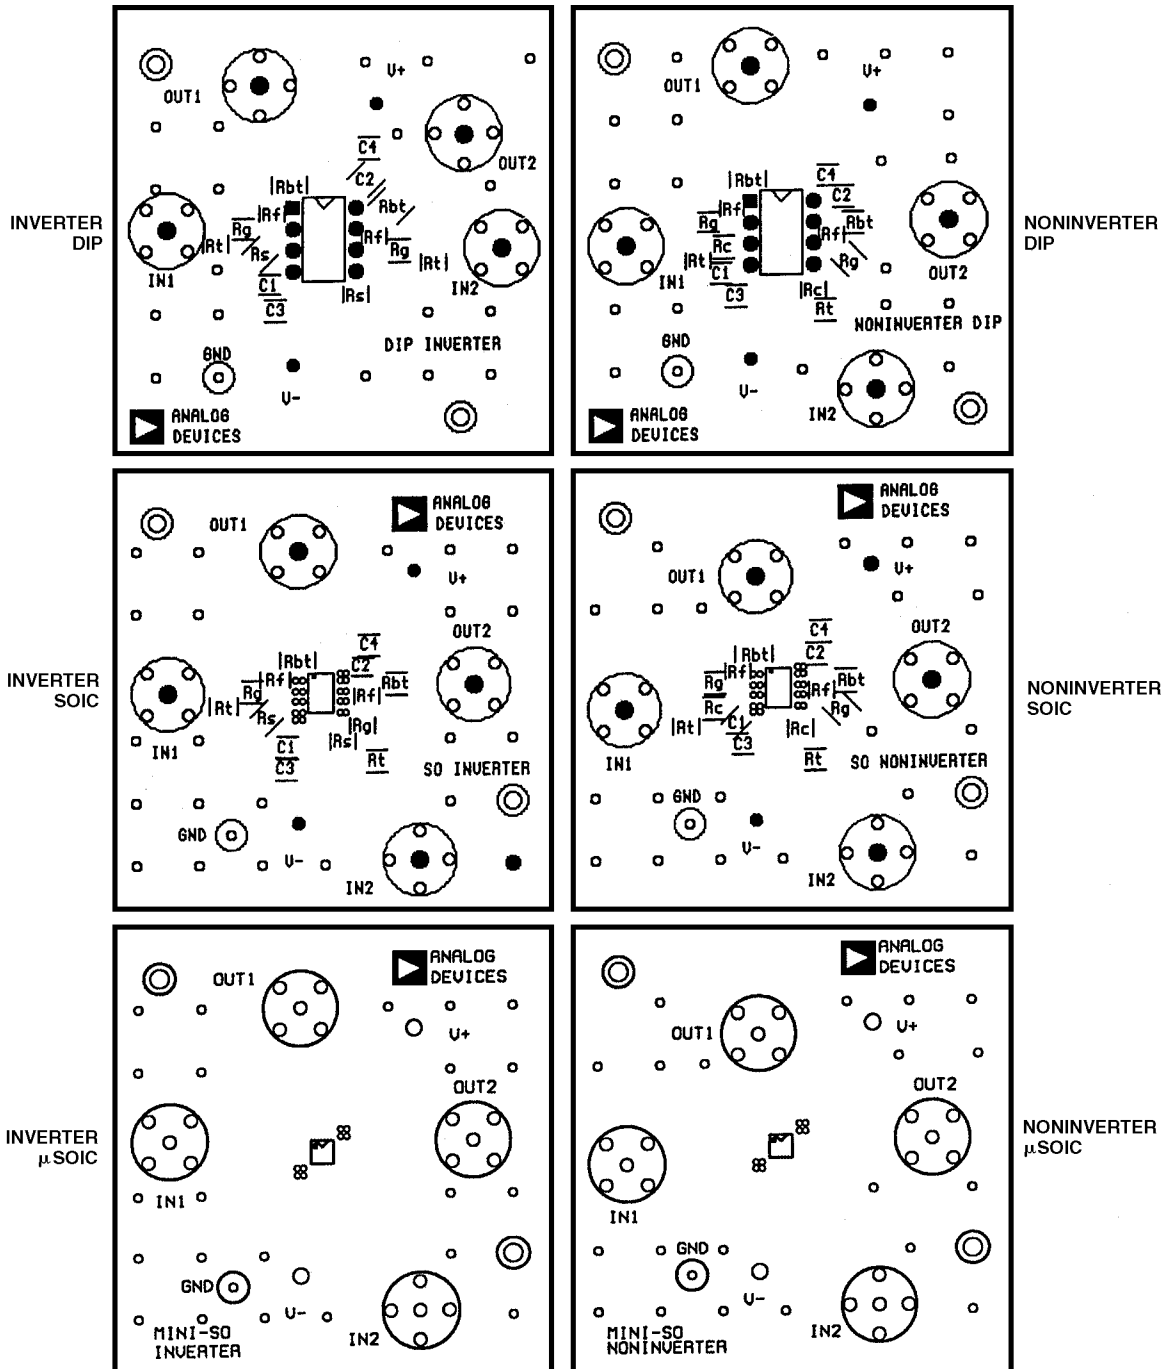 INVERTER
DIP
OUT1
V+
C4
C2
OUT2
Rbt
Rbt
Rf
Rg
Rt
Rs
Rf
Rg
Rt
IN1
C1
C3
Rs
IN2
GND
DIP INVERTER
V-
ANALOG
DEVICES
NONINVERTER
DIP
OUT1
V+
Rbt
C4
C2
Rf
Rg
Rc
Rt
Rbt
Rf
Rg
IN1
C1
C3
Rc
Rt
OUT2
NONINVERTER DIP
GND
V-
IN2
ANALOG
DEVICES
INVERTER
SOIC
ANALOG
DEVICES
OUT1
V+
OUT2
C4
C2
Rbt
Rf
Rg
Rt
Rs
Rf
Rbt
Rg
Rs
Rt
IN1
C1
C3
SO INVERTER
GND
V-
IN2
NONINVERTER
SOIC
ANALOG
DEVICES
OUT1
V+
OUT2
C4
C2
Rbt
Rf
Rg
Rc
Rt
Rf
Rbt
Rg
C1
C3
Rc
Rt
IN1
SO NONINVERTER
GND
V-
IN2
INVERTER
μSOIC
ANALOG
DEVICES
OUT1
V+
OUT2
IN1
GND
V-
IN2
MINI-SO
INVERTER
NONINVERTER
μSOIC
ANALOG
DEVICES
OUT1
V+
OUT2
IN1
GND
V-
IN2
MINI-SO
NONINVERTER